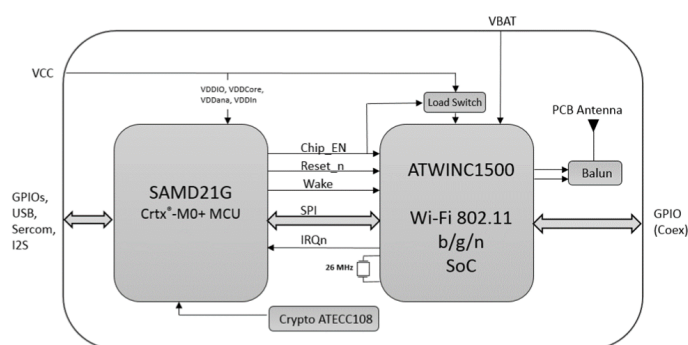 VBAT
VCC
VDDIO, VDDCore,
VDDana, VDDIn
Load Switch
PCB Antenna
Chip_EN
Reset_n
Wake
SPI
IRQn
26 MHz
SAMD21G
Crtx®-M0+ MCU
ATWINC1500
Wi-Fi 802.11
b/g/n
SoC
Balun
GPIOs,
USB,
Sercom,
I2S
GPIO
(Coex)
Crypto ATECC108